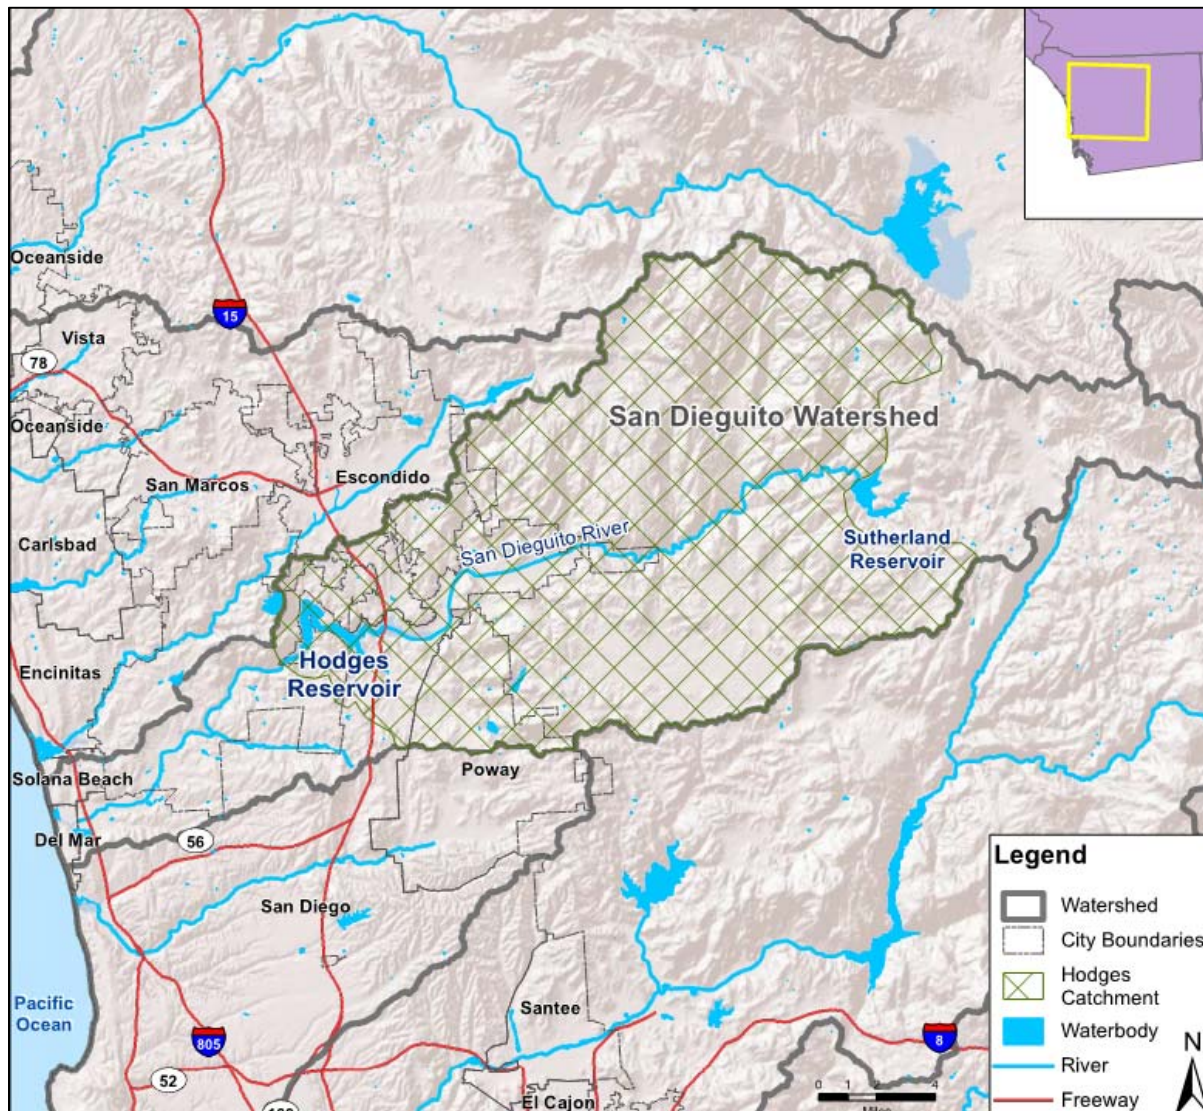 Oceanside
15
Vista
78
San Dieguito Watershed
Oceanside
Escondido
San Marcos
San Dieguito River
Carlsbad
Sutherland
Reservoir
Hodges
Reservoir
Encinitas
Poway
Solana Beach
Del Mar
56
San Diego
Pacific
Ocean
Santee
805
8
52
El Cajon
0 1 2 4
Miles
Legend
Watershed
City Boundaries
Hodges
Catchment
Waterbody
River
Freeway
N